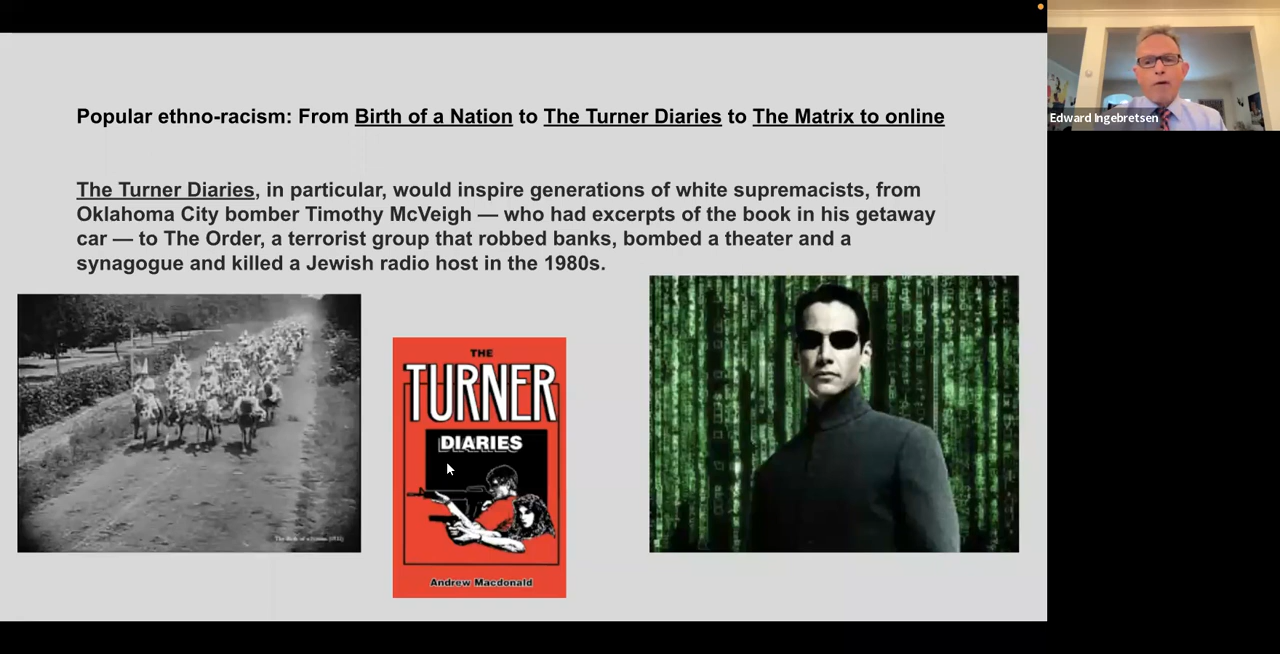 Edward Ingebretsen
Popular ethno-racism: From Birth of a Nation to The Turner Diaries to The Matrix to online
The Turner Diaries, in particular, would inspire generations of white supremacists, from
Oklahoma City bomber Timothy McVeigh — who had excerpts of the book in his getaway
car — to The Order, a terrorist group that robbed banks, bombed a theater and a
synagogue and killed a Jewish radio host in the 1980s.
THE
TURNER
DIARIES
Andrew Macdonald